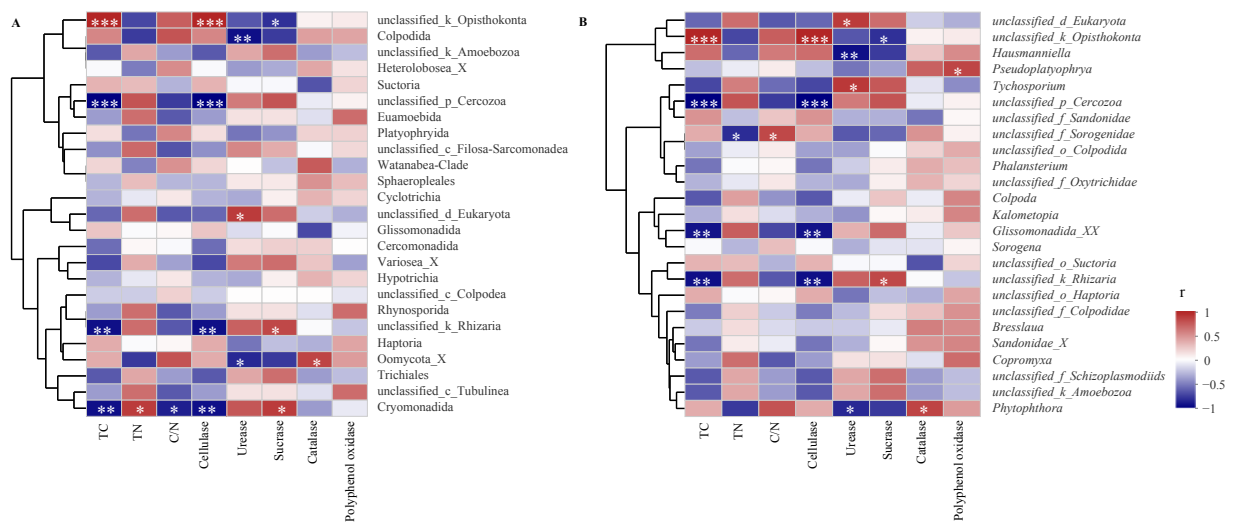 A
*** *** * unclassified_k_Opisthokonta
** Colpodida
unclassified_k_Amoebozoa
Heterolobosea_X
Suctoria
*** *** unclassified_p_Cercozoa
Euamoebida
Platyophryida
unclassified_c_Filosa-Sarcomonadea
Watanabea-Clade
Sphaeropleales
Cyclotrichia
* unclassified_d_Eukaryota
Glissomonadida
Cercomonadida
Variosea_X
Hypotrichia
unclassified_c_Colpodea
Rhynosporida
** ** * unclassified_k_Rhizaria
Haptoria
* * Oomycota_X
Trichiales
unclassified_c_Tubulinea
** * * ** * Cryomonadida
TC TN C/N Cellulase Urease Sucrase Catalase Polyphenol oxidase
B
* unclassified_d_Eukaryota
*** *** * unclassified_k_Opisthokonta
** Hausmanniella
* Pseudoplatyophrya
* Tychosporium
*** *** unclassified_p_Cercozoa
unclassified_f_Sandonidae
* * unclassified_f_Sorogenidae
unclassified_o_Colpodida
Phalansterium
unclassified_f_Oxytrichidae
Colpoda
Kalometopia
** ** Glissomonadida_XX
Sorogena
unclassified_o_Suctoria
** ** * unclassified_k_Rhizaria
unclassified_o_Haptoria
unclassified_f_Colpodidae
Bresslaua
Sandonidae_X
Copromyxa
unclassified_f_Schizoplasmodiids
unclassified_k_Amoebozoa
* * Phytophthora
TC TN C/N Cellulase Urease Sucrase Catalase Polyphenol oxidase
r
1
0.5
0
−0.5
−1